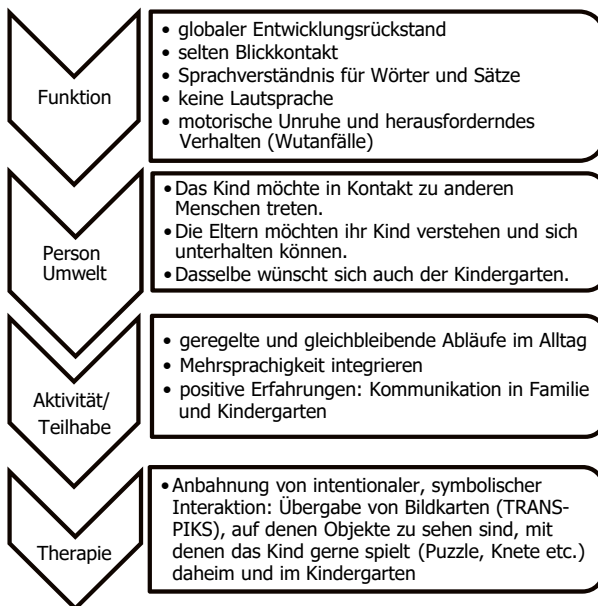 Funktion
• globaler Entwicklungsrückstand
• selten Blickkontakt
• Sprachverständnis für Wörter und Sätze
• keine Lautsprache
• motorische Unruhe und herausforderndes
Verhalten (Wutanfälle)
Person
Umwelt
• Das Kind möchte in Kontakt zu anderen
Menschen treten.
• Die Eltern möchten ihr Kind verstehen und sich
unterhalten können.
• Dasselbe wünscht sich auch der Kindergarten.
Aktivität/
Teilhabe
• geregelte und gleichbleibende Abläufe im Alltag
• Mehrsprachigkeit integrieren
• positive Erfahrungen: Kommunikation in Familie
und Kindergarten
Therapie
• Anbahnung von intentionaler, symbolischer
Interaktion: Übergabe von Bildkarten (TRANS-
PIKS), auf denen Objekte zu sehen sind, mit
denen das Kind gerne spielt (Puzzle, Knete etc.)
daheim und im Kindergarten